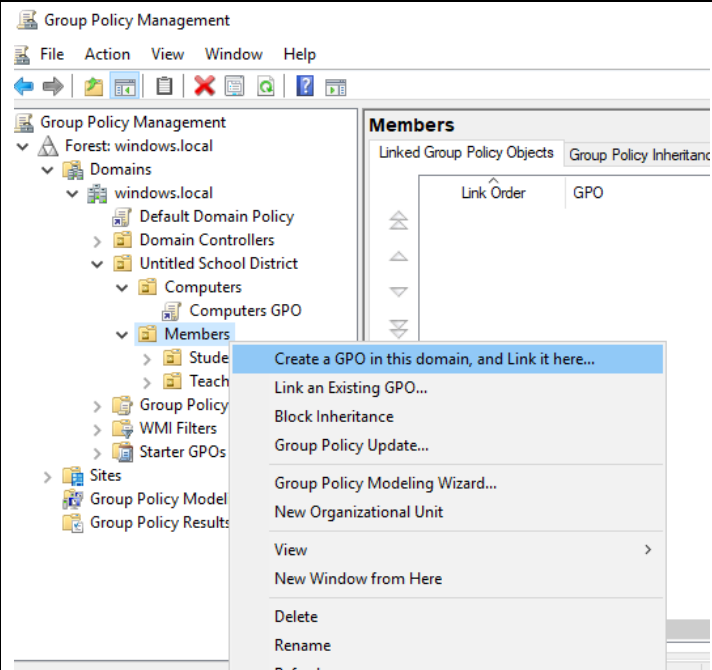 Group Policy Management
File Action View Window Help
Group Policy Management
Forest: windows.local
Domains
windows.local
Default Domain Policy
Domain Controllers
Untitled School District
Computers
Computers GPO
Members
Stude
Teach
Group Policy
WMI Filters
Starter GPOs
Sites
Group Policy Model
Group Policy Results
Members
Linked Group Policy Objects Group Policy Inheritanc
Link Order GPO
Create a GPO in this domain, and Link it here...
Link an Existing GPO...
Block Inheritance
Group Policy Update...
Group Policy Modeling Wizard...
New Organizational Unit
View
New Window from Here
Delete
Rename